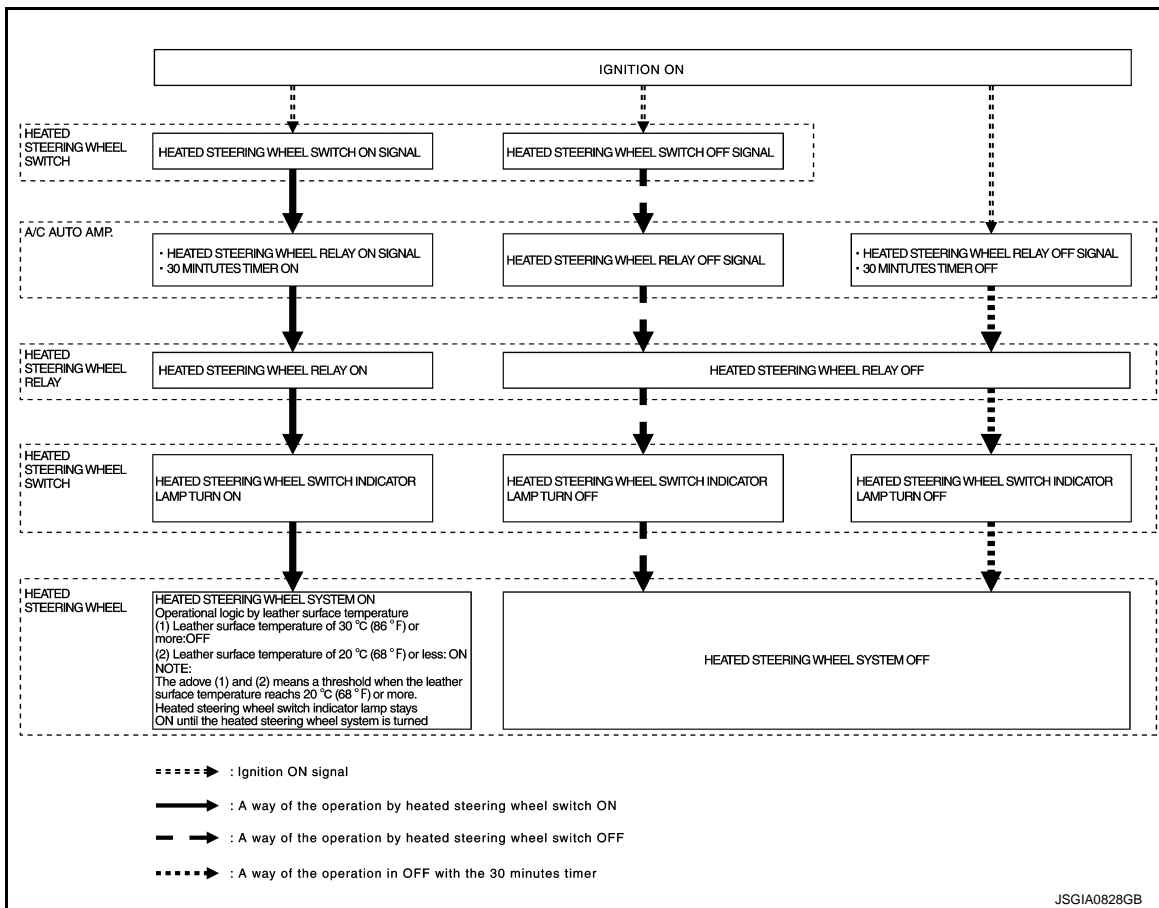 IGNITION ON
HEATED
STEERING WHEEL
SWITCH
HEATED STEERING WHEEL SWITCH ON SIGNAL
HEATED STEERING WHEEL SWITCH OFF SIGNAL
A/C AUTO AMP.
・HEATED STEERING WHEEL RELAY ON SIGNAL
・30 MINTUTES TIMER ON
HEATED STEERING WHEEL RELAY OFF SIGNAL
・HEATED STEERING WHEEL RELAY OFF SIGNAL
・30 MINTUTES TIMER OFF
HEATED
STEERING WHEEL
RELAY
HEATED STEERING WHEEL RELAY ON
HEATED STEERING WHEEL RELAY OFF
HEATED
STEERING WHEEL
SWITCH
HEATED STEERING WHEEL SWITCH INDICATOR
LAMP TURN ON
HEATED STEERING WHEEL SWITCH INDICATOR
LAMP TURN OFF
HEATED STEERING WHEEL SWITCH INDICATOR
LAMP TURN OFF
HEATED
STEERING WHEEL
HEATED STEERING WHEEL SYSTEM ON
Operational logic by leather surface temperature
(1) Leather surface temperature of 30 °C (86 °F) or
more:OFF
(2) Leather surface temperature of 20 °C (68 °F) or less: ON
NOTE:
The adove (1) and (2) means a threshold when the leather
surface temperature reachs 20 °C (68 °F) or more.
Heated steering wheel switch indicator lamp stays
ON until the heated steering wheel system is turned
HEATED STEERING WHEEL SYSTEM OFF
: Ignition ON signal
: A way of the operation by heated steering wheel switch ON
: A way of the operation by heated steering wheel switch OFF
: A way of the operation in OFF with the 30 minutes timer
JSGIA0828GB